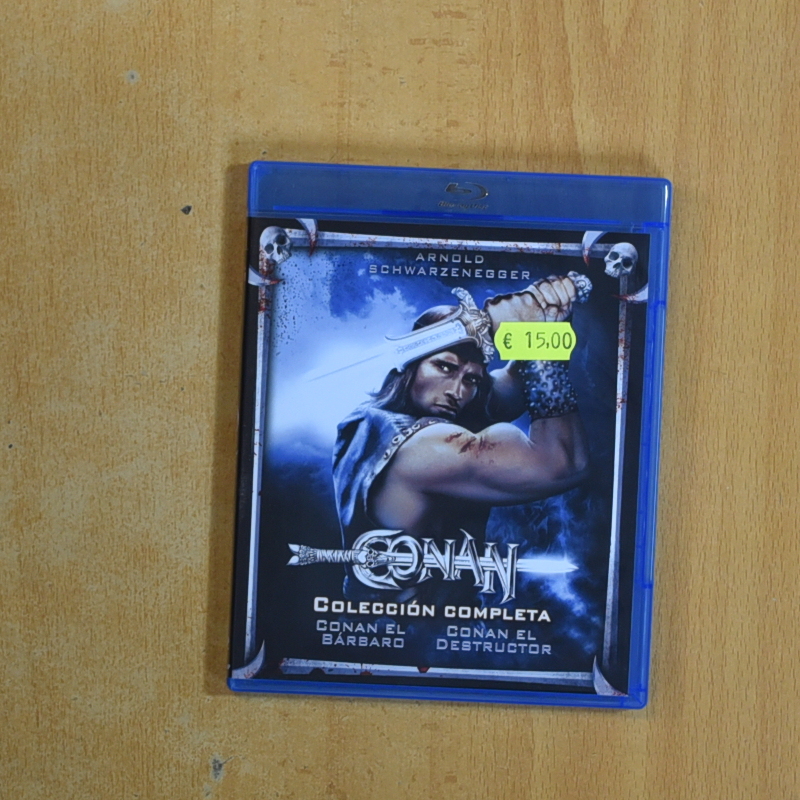 ARNOLD
SCHWARZENEGGER
€ 15,00
CONAN
COLECCIÓN COMPLETA
CONAN EL
BÁRBARO
CONAN EL
DESTRUCTOR